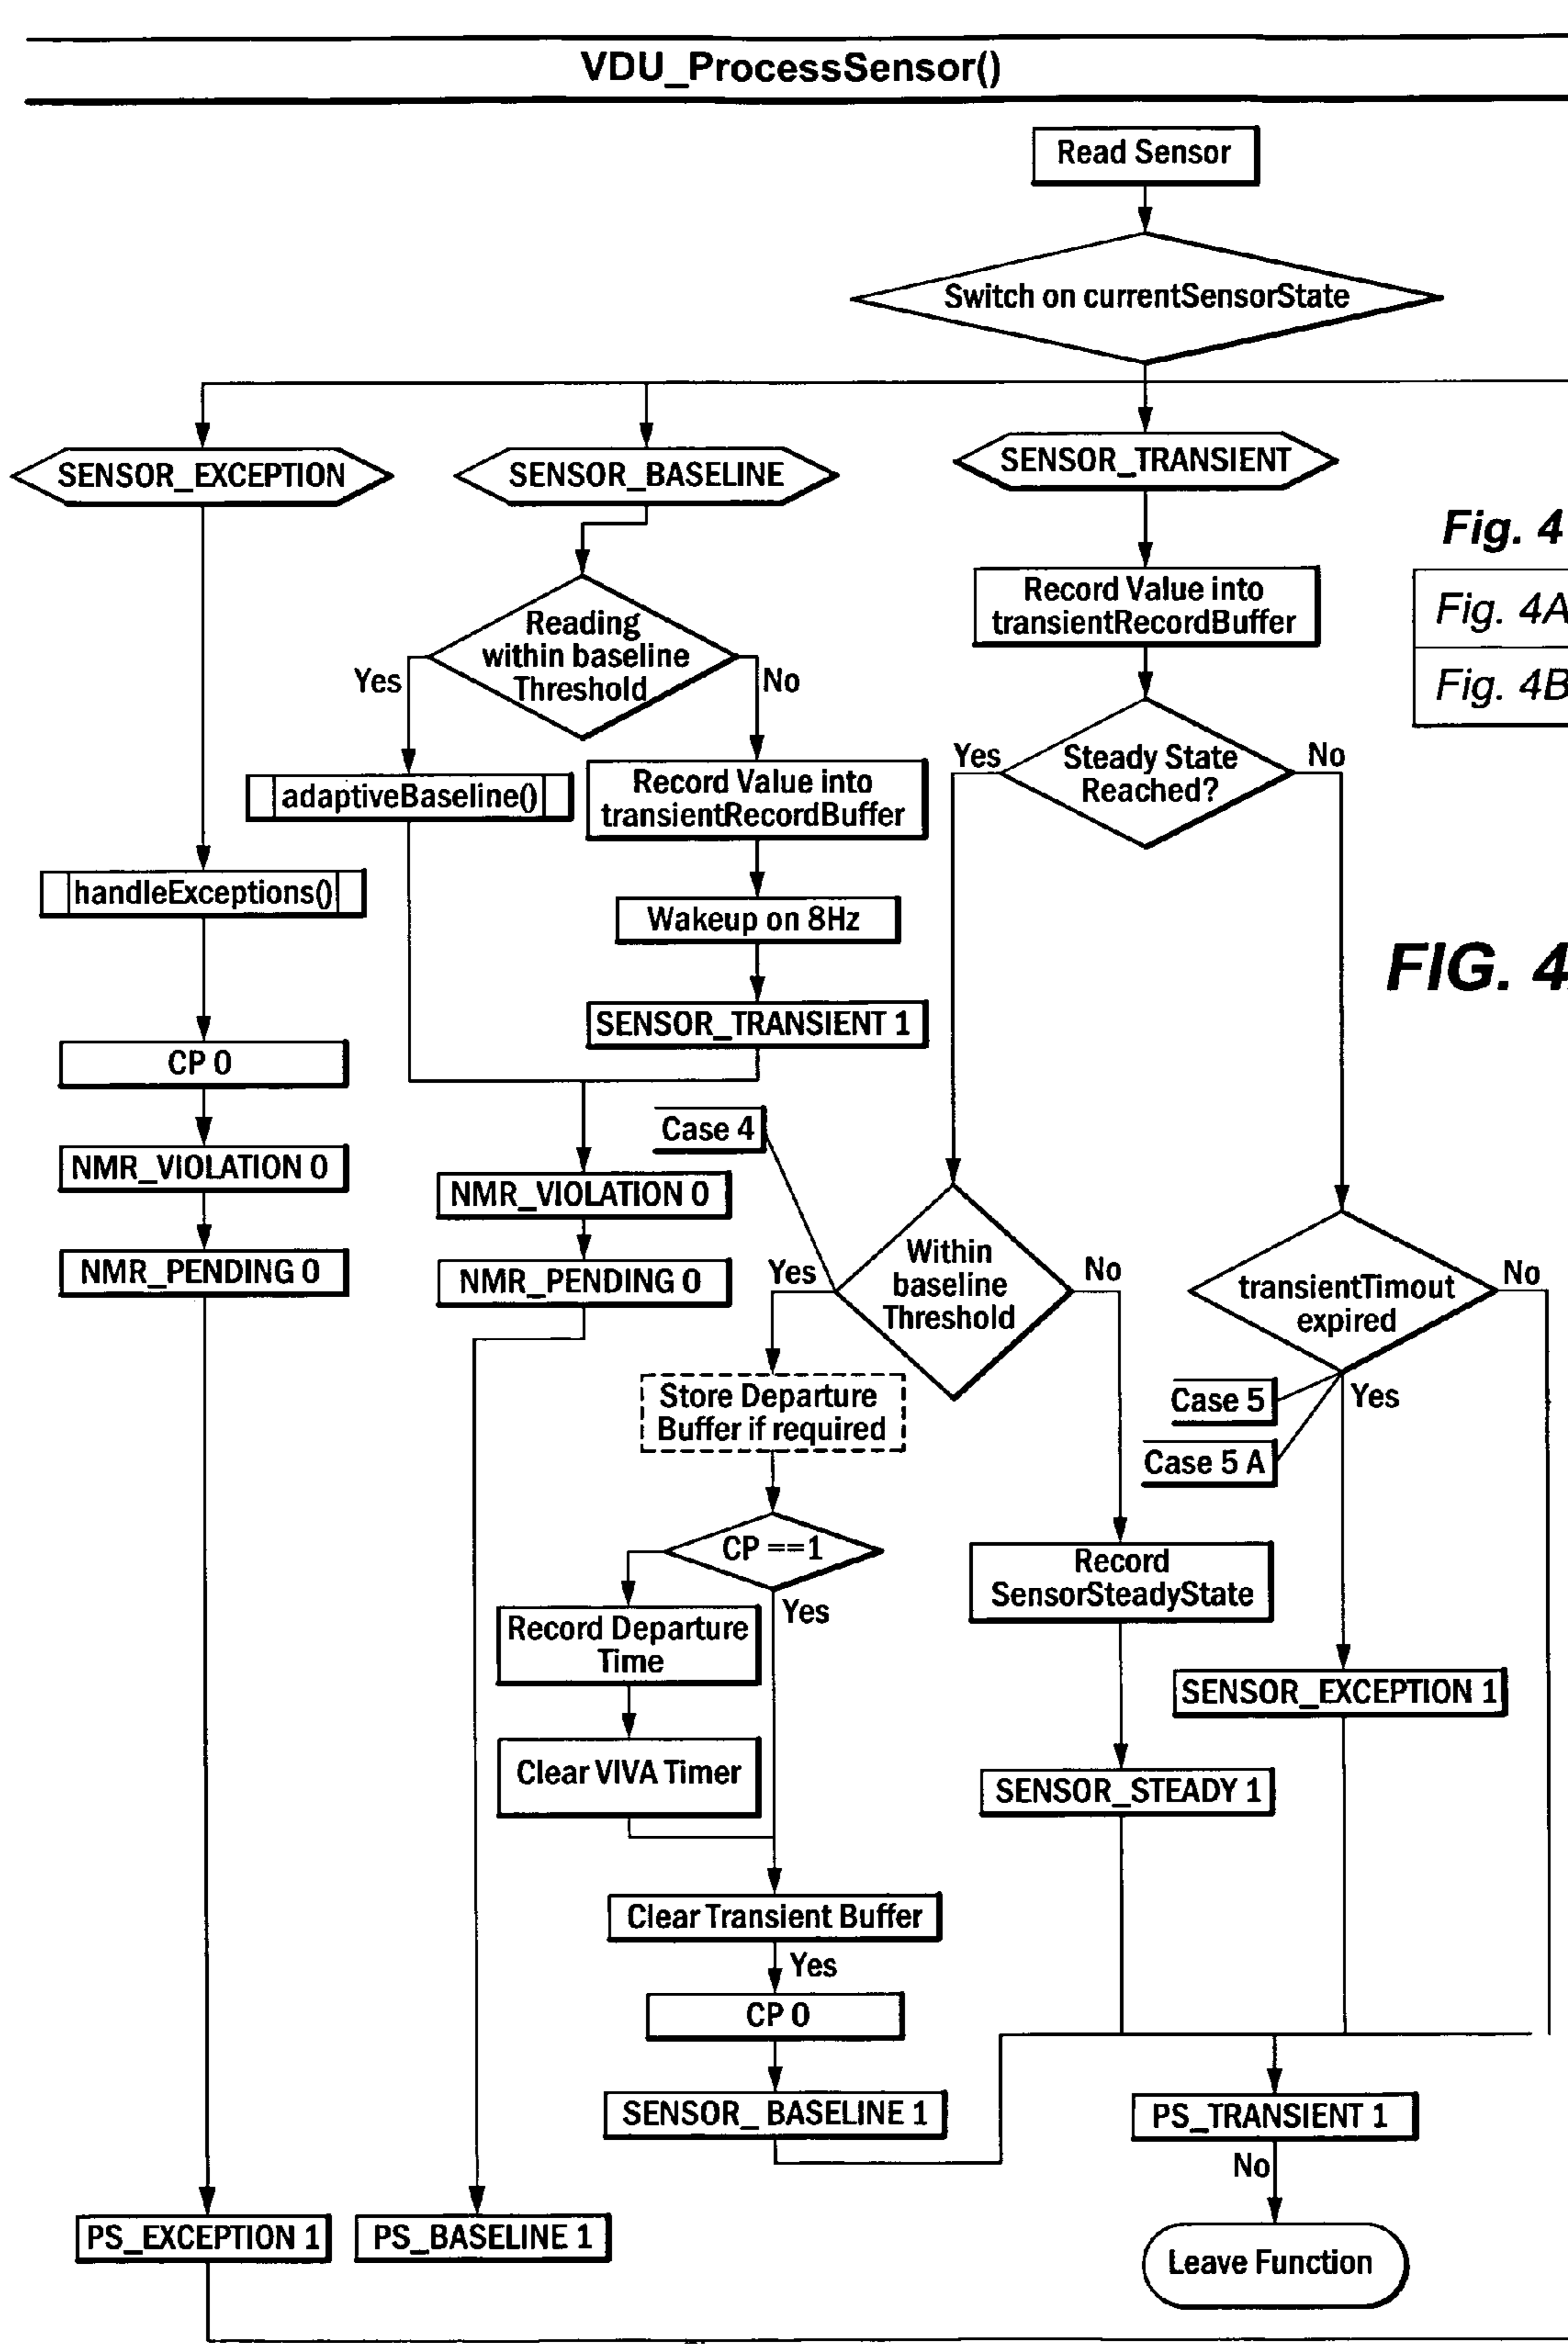 VDU_ProcessSensor()
Read Sensor
Switch on currentSensorState
SENSOR_EXCEPTION
SENSOR_BASELINE
SENSOR_TRANSIENT
Fig. 4
Fig. 4A
Fig. 4B
Record Value into
transientRecordBuffer
Reading
within baseline
Threshold
Yes
No
Steady State
Reached?
Yes
No
adaptiveBaseline()
Record Value into
transientRecordBuffer
handleExceptions()
Wakeup on 8Hz
FIG. 4
SENSOR_TRANSIENT 1
CP 0
Case 4
NMR_VIOLATION 0
NMR_VIOLATION 0
NMR_PENDING 0
NMR_PENDING 0
Yes
Within
baseline
Threshold
No
transientTimout
expired
No
Yes
Case 5
Case 5 A
Store Departure
Buffer if required
CP ==1
Yes
Record
SensorSteadyState
Record Departure
Time
SENSOR_EXCEPTION 1
Clear VIVA Timer
SENSOR_STEADY 1
Clear Transient Buffer
Yes
CP 0
SENSOR_ BASELINE 1
PS_TRANSIENT 1
No
PS_EXCEPTION 1
PS_BASELINE 1
Leave Function